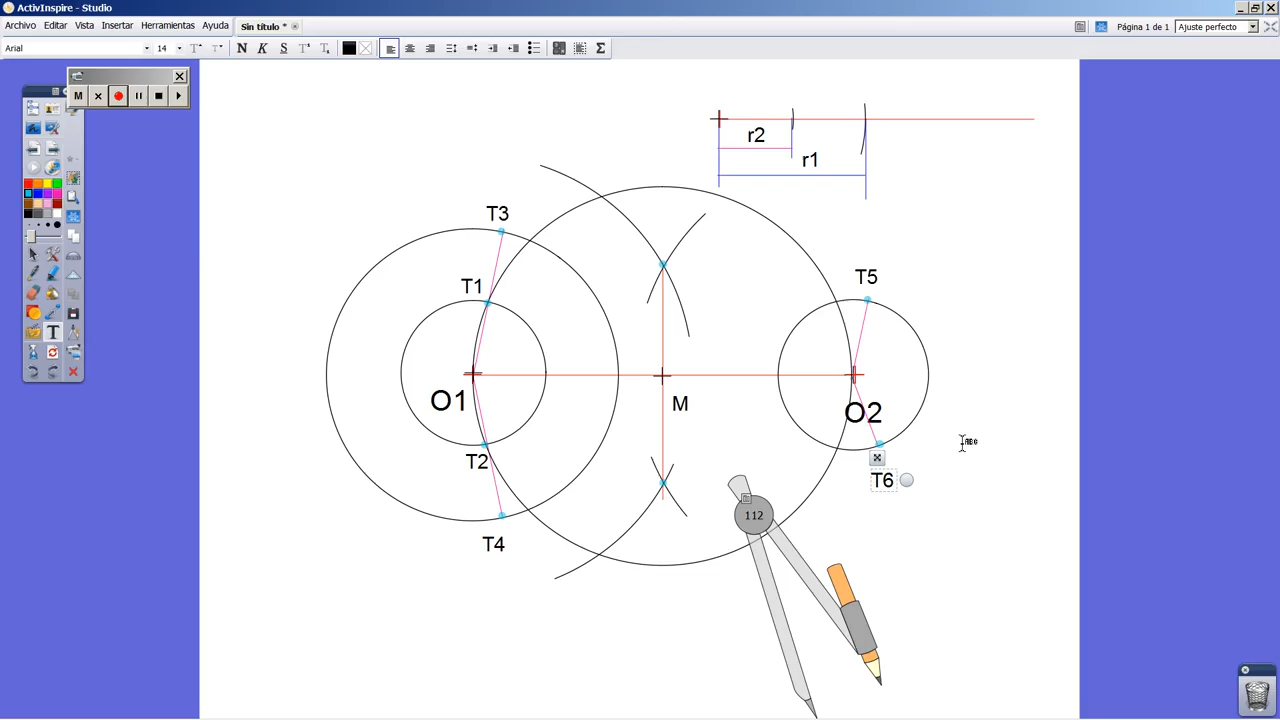 ActivInspire - Studio
Archivo Editar Vista Insertar Herramientas Ayuda
Sin título *
Página 1 de 1
Ajuste perfecto
Arial
14
N K S
M
T
r2
r1
T3
T5
T1
O1
M
O2
T2
T6
112
T4